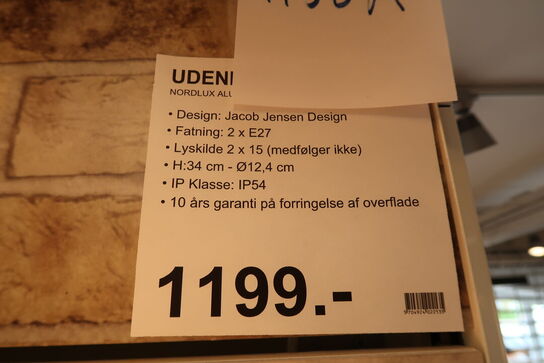 UDEN
NORDLUX ALU
• Design: Jacob Jensen Design
• Fatning: 2 x E27
• Lyskilde 2 x 15 (medfølger ikke)
• H:34 cm - Ø12,4 cm
• IP Klasse: IP54
• 10 års garanti på forringelse af overflade
1199.-